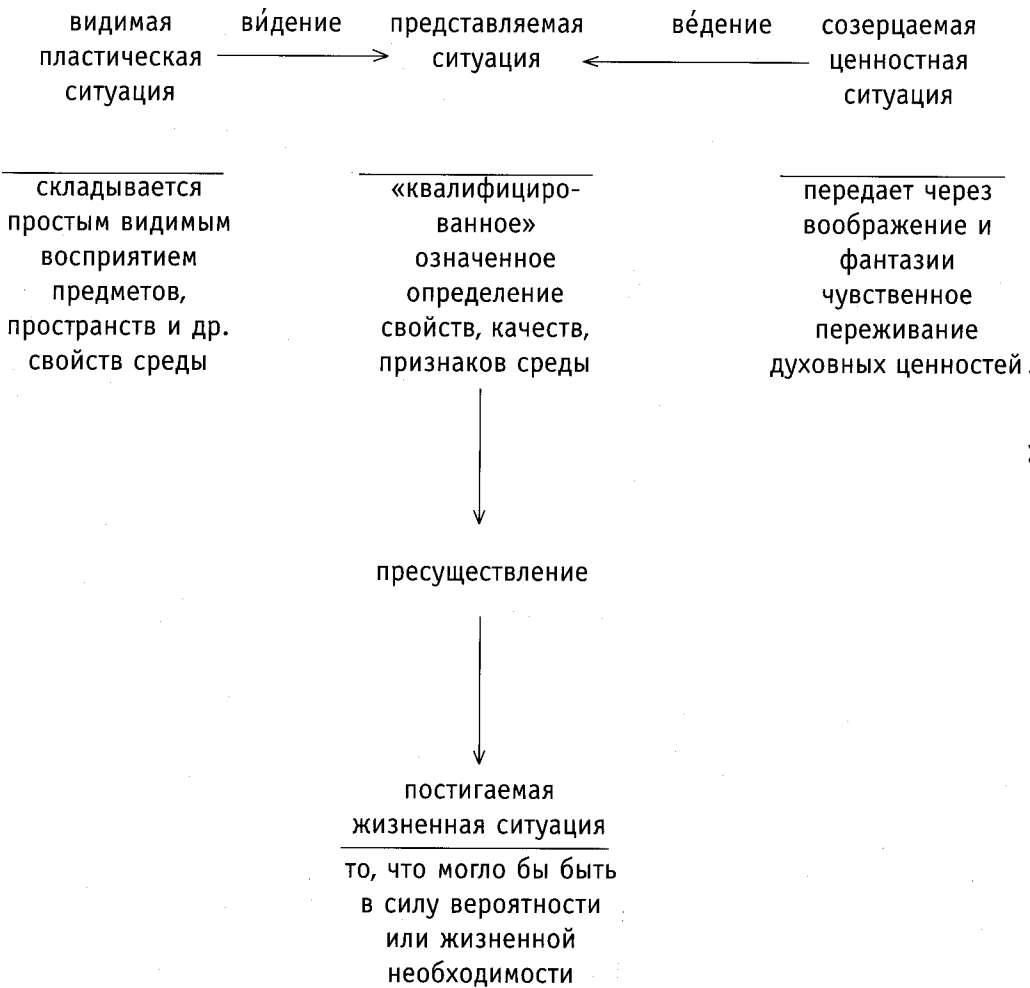 видимая
пластическая
ситуация
ви́дение
представляемая
ситуация
ве́дение
созерцаемая
ценностная
ситуация
складывается
простым видимым
восприятием
предметов,
пространств и др.
свойств среды
«квалифициро-
ванное»
означенное
определение
свойств, качеств,
признаков среды
передает через
воображение и
фантазии
чувственное
переживание
духовных ценностей
пресуществление
постигаемая
жизненная ситуация
то, что могло бы быть
в силу вероятности
или жизненной
необходимости